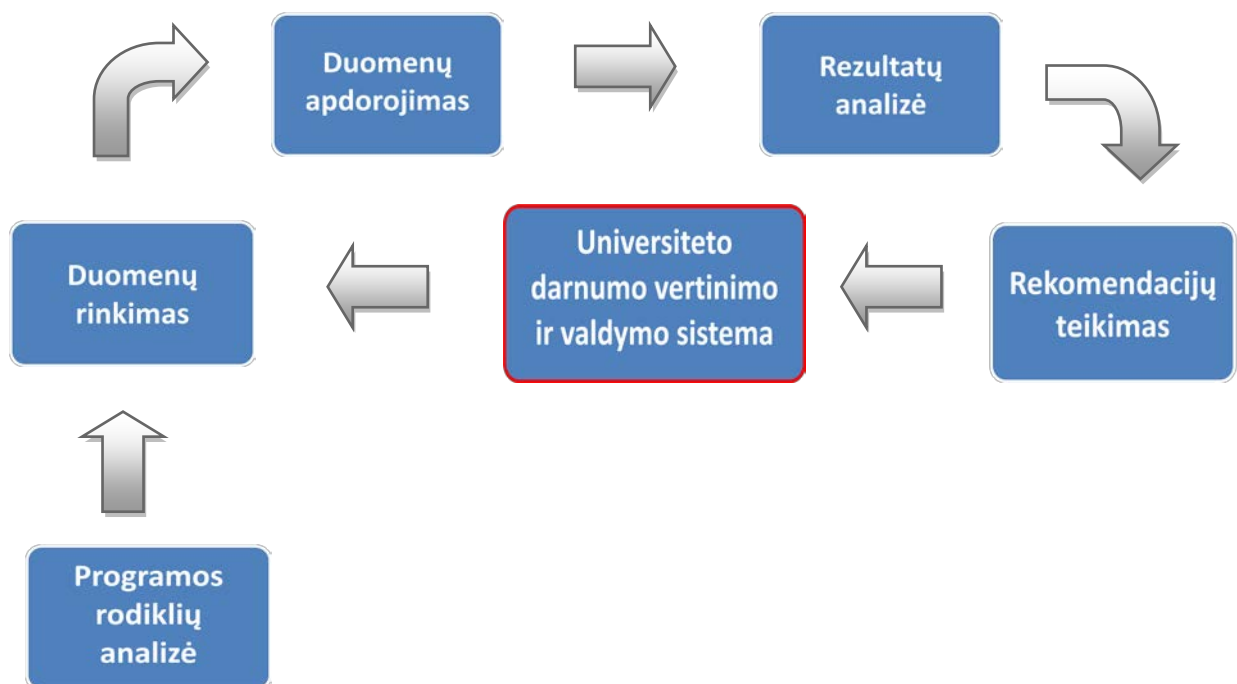 Duomenų
apdorojimas
Rezultatų
analizė
Duomenų
rinkimas
Universiteto
darnumo vertinimo
ir valdymo sistema
Rekomendacijų
teikimas
Programos
rodiklių
analizė